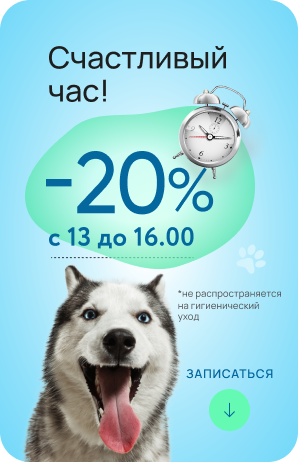 Счастливый
час!
-20%
с 13 до 16.00
*не распространяется
на гигиенический
уход
ЗАПИСАТЬСЯ